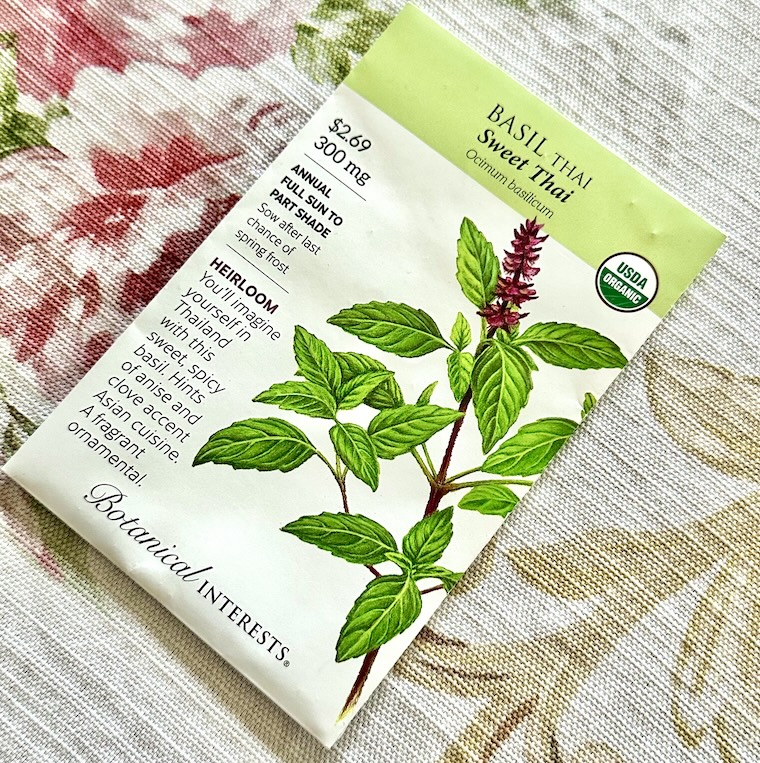 BASIL THAI
Sweet Thai
Ocimum basilicum
USDA
ORGANIC
$2.69
300 mg
ANNUAL
FULL SUN TO
PART SHADE
Sow after last
chance of
spring frost
HEIRLOOM
You'll imagine
yourself in
Thailand
with this
sweet, spicy
basil. Hints
of anise and
clove accent
Asian cuisine.
A fragrant
ornamental.
Botanical INTERESTS®